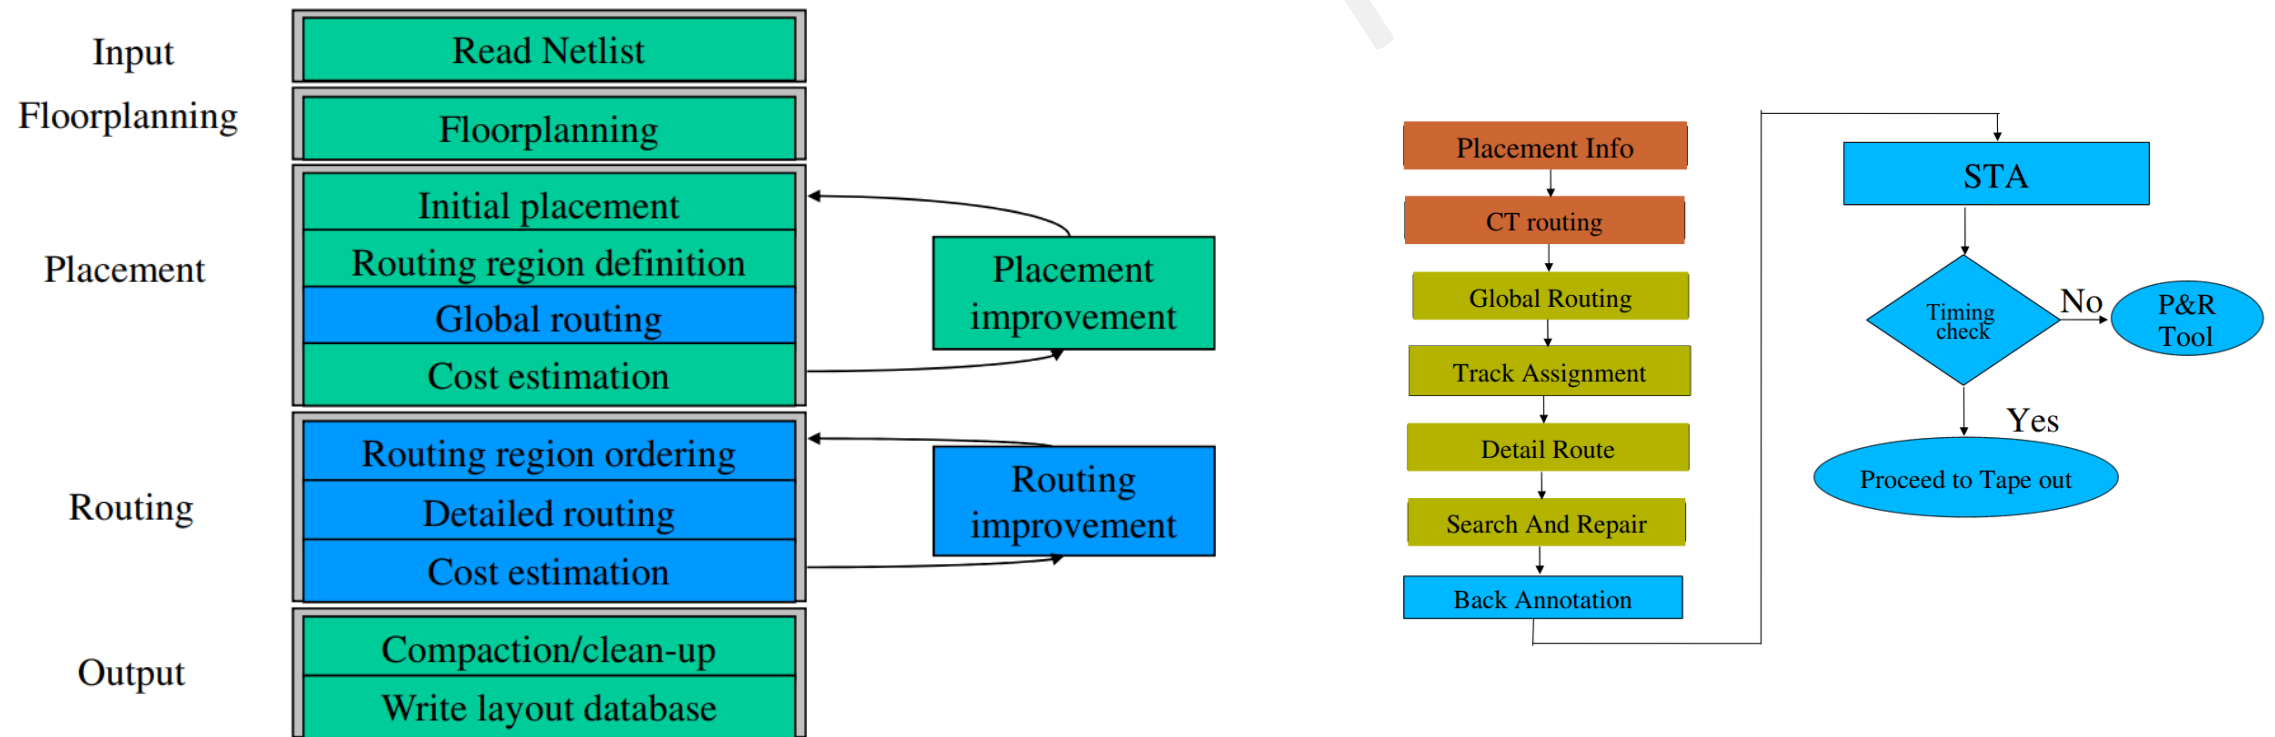 Input
Read Netlist
Floorplanning
Floorplanning
Placement
Initial placement
Routing region definition
Global routing
Cost estimation
Placement
improvement
Routing
Routing region ordering
Detailed routing
Cost estimation
Routing
improvement
Output
Compaction/clean-up
Write layout database
Placement Info
CT routing
Global Routing
Track Assignment
Detail Route
Search And Repair
Back Annotation
STA
Timing
check
No
P&R
Tool
Yes
Proceed to Tape out